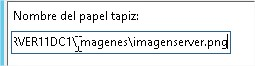 Nombre del papel tapiz:
RVER11DC1\imagenes\imagenserver.png